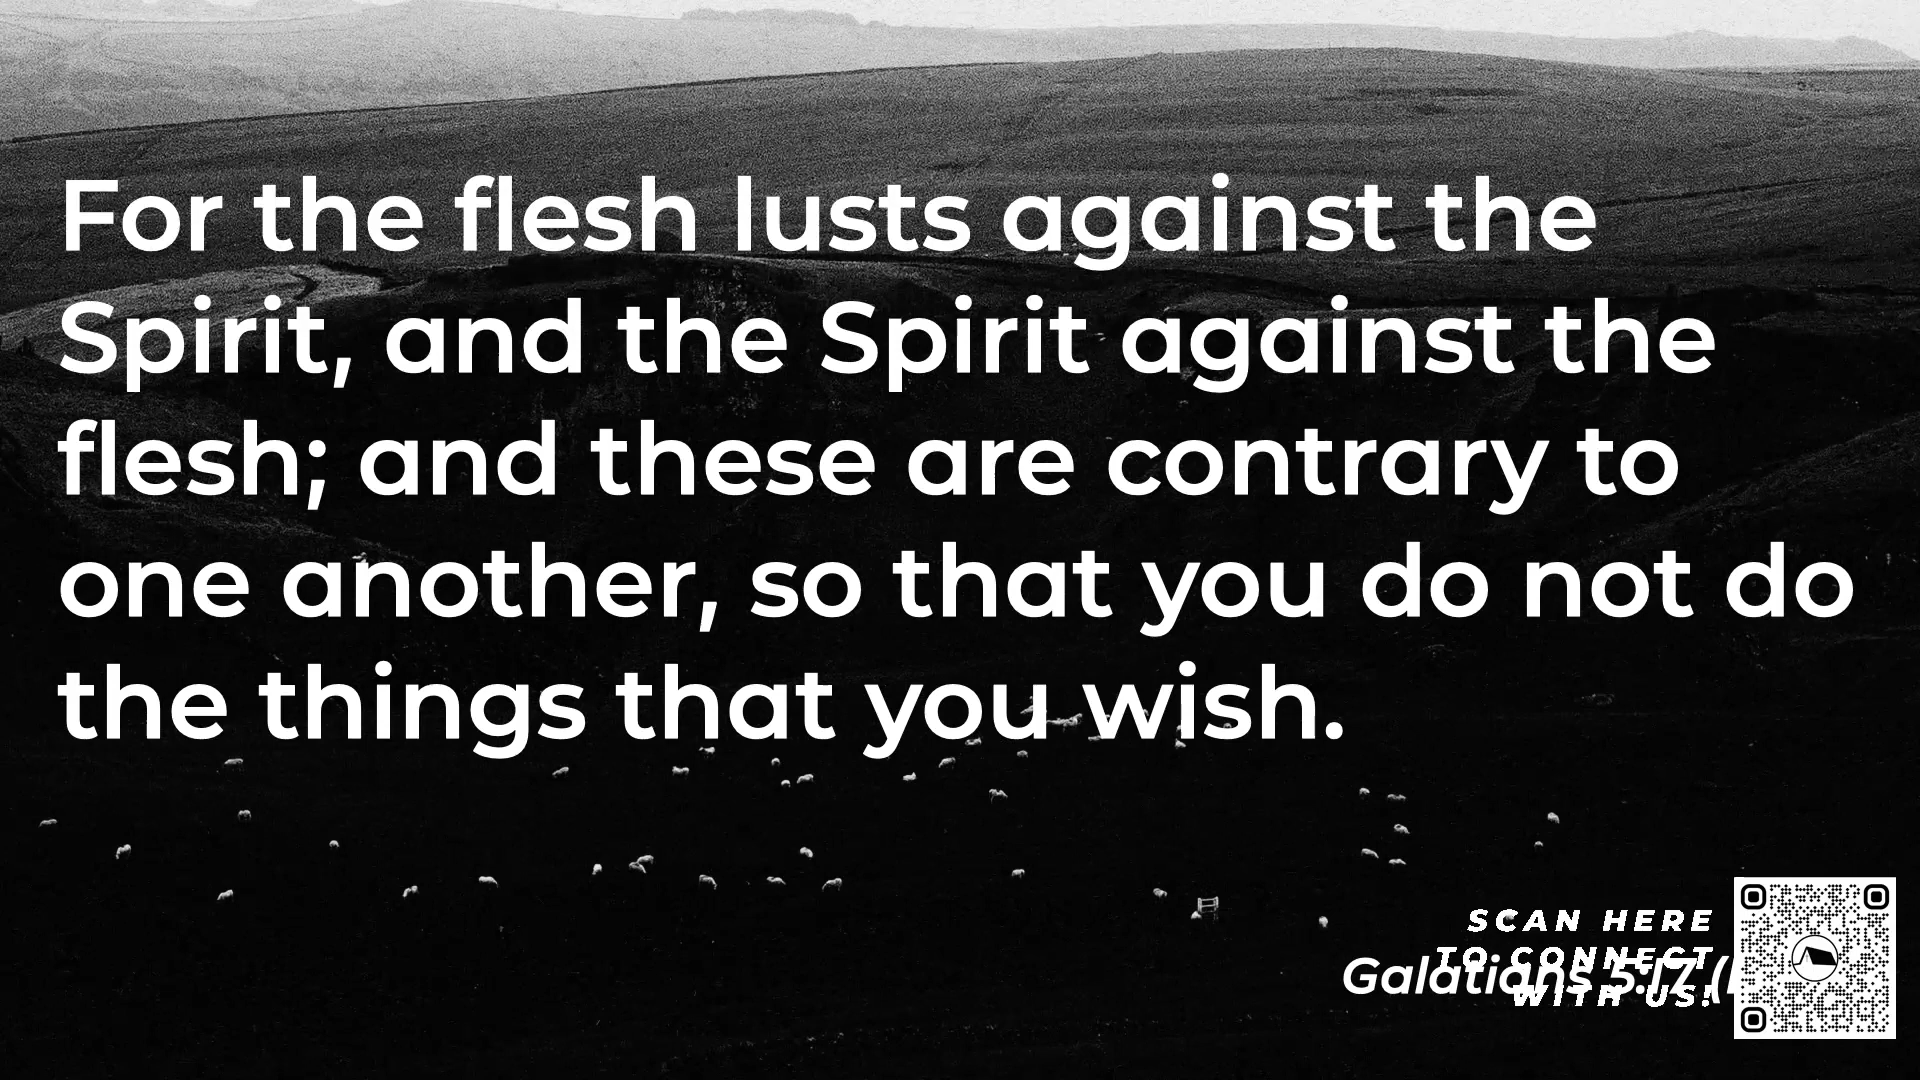 For the flesh lusts against the
Spirit, and the Spirit against the
flesh; and these are contrary to
one another, so that you do not do
the things that you wish.
SCAN HERE
TO CONNECT
WITH US!
Galatians 5:17